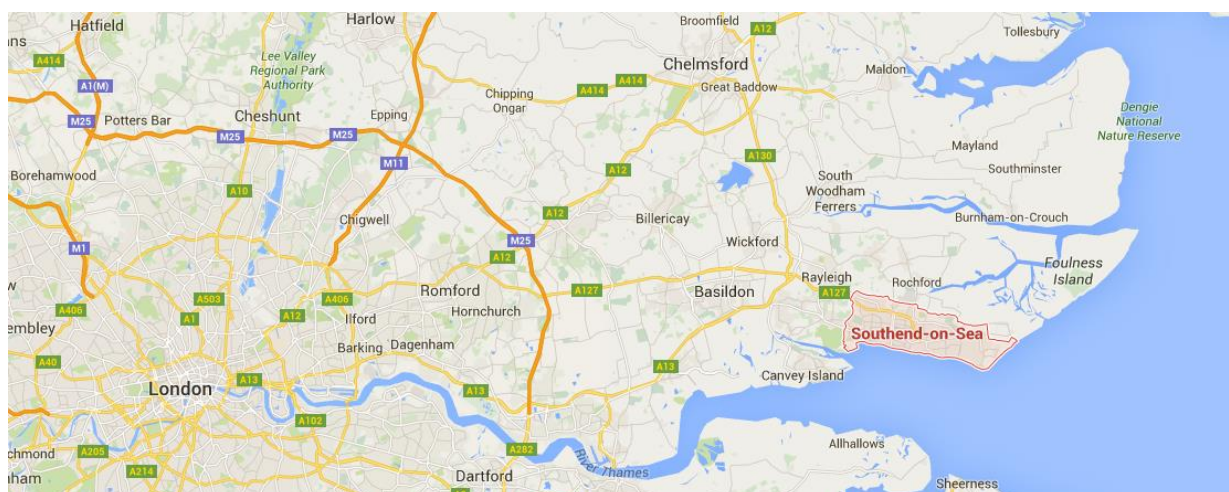 Hatfield
Harlow
Broomfield
A12
Tollesbury
A414
Lee Valley
Regional Park
Authority
Chelmsford
Maldon
A1(M)
Chipping
Ongar
A414
A414
Great Baddow
M25
Potters Bar
Cheshunt
Epping
M25
M25
Dengie
National
Nature Reserve
M11
A130
Mayland
Borehamwood
A10
A12
South
Woodham
Ferrers
Southminster
Chigwell
A12
Billericay
Burnham-on-Crouch
M1
M25
Wickford
A12
Foulness
Island
Rayleigh
Rochford
A406
A503
A406
Romford
A127
Basildon
A127
A1
A12
Ilford
Hornchurch
Southend-on-Sea
Barking
Dagenham
A40
A13
Canvey Island
London
A13
A13
A102
Allhallows
A205
A282
River Thames
A214
Dartford
Sheerness